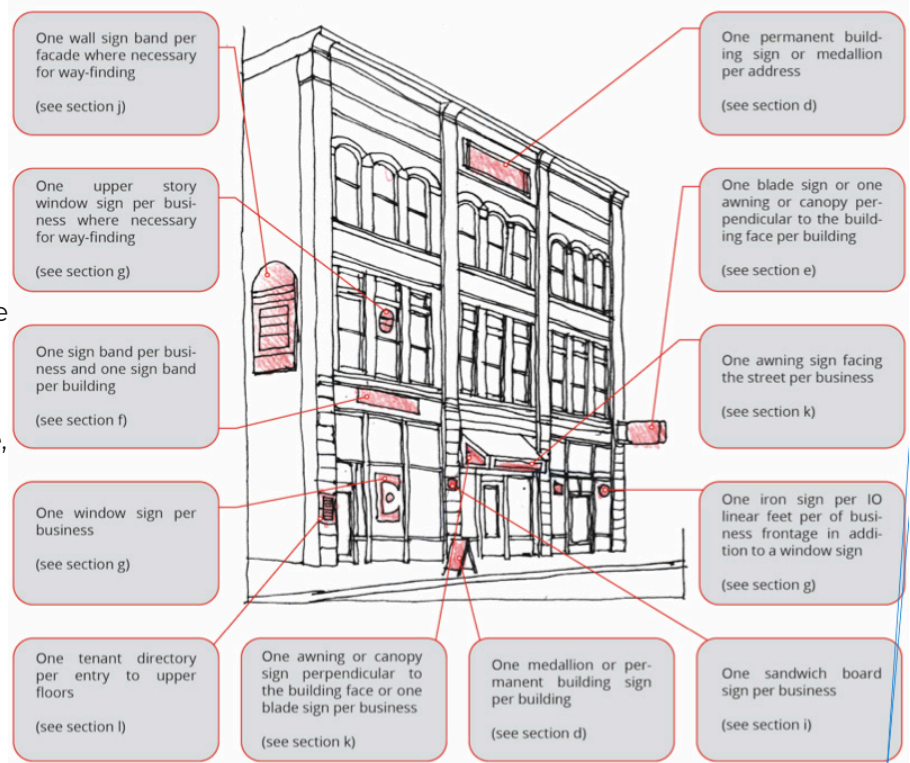 One wall sign band per
facade where necessary
for way-finding
(see section j)
One permanent build-
ing sign or medallion
per address
(see section d)
One upper story
window sign per busi-
ness where necessary
for way-finding
(see section g)
One blade sign or one
awning or canopy per-
pendicular to the build-
ing face per building
(see section e)
e
One sign band per busi-
ness and one sign band
per building
(see section f)
One awning sign facing
the street per business
(see section k)
,
One window sign per
business
(see section g)
One iron sign per IO
linear feet per of busi-
ness frontage in addi-
tion to a window sign
(see section g)
One tenant directory
per entry to upper
floors
(see section l)
One awning or canopy
sign perpendicular to
the building face or one
blade sign per business
(see section k)
One medallion or per-
manent building sign
per building
(see section d)
One sandwich board
sign per business
(see section i)